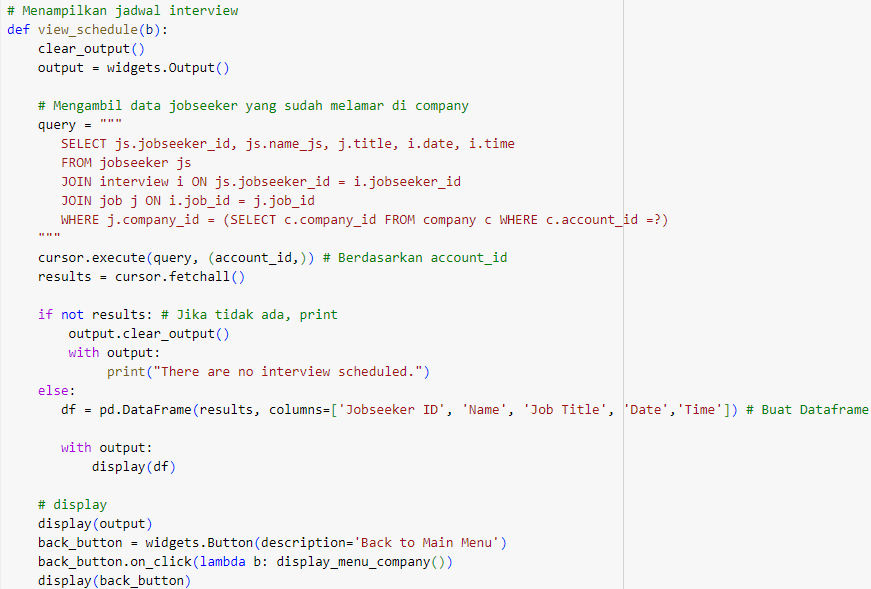 # Menampilkan jadwal interview
def view_schedule(b):
    clear_output()
    output = widgets.Output()

    # Mengambil data jobseeker yang sudah melamar di company
    query = """
       SELECT js.jobseeker_id, js.name_js, j.title, i.date, i.time
       FROM jobseeker js
       JOIN interview i ON js.jobseeker_id = i.jobseeker_id
       JOIN job j ON i.job_id = j.job_id
       WHERE j.company_id = (SELECT c.company_id FROM company c WHERE c.account_id =?)
    """
    cursor.execute(query, (account_id,)) # Berdasarkan account_id
    results = cursor.fetchall()

    if not results: # Jika tidak ada, print
        output.clear_output()
        with output:
             print("There are no interview scheduled.")
    else:
       df = pd.DataFrame(results, columns=['Jobseeker ID', 'Name', 'Job Title', 'Date','Time']) # Buat Dataframe

       with output:
           display(df)

    # display
    display(output)
    back_button = widgets.Button(description='Back to Main Menu')
    back_button.on_click(lambda b: display_menu_company())
    display(back_button)